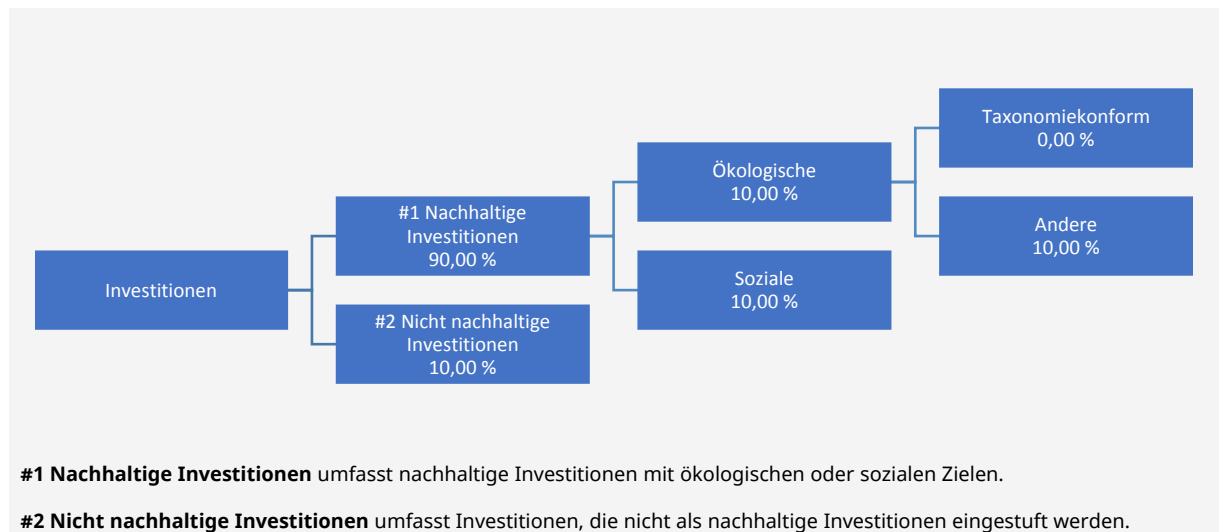 Investitionen
#1 Nachhaltige
Investitionen
90,00 %
#2 Nicht nachhaltige
Investitionen
10,00 %
Ökologische
10,00 %
Soziale
10,00 %
Taxonomiekonform
0,00 %
Andere
10,00 %
#1 Nachhaltige Investitionen umfasst nachhaltige Investitionen mit ökologischen oder sozialen Zielen.
#2 Nicht nachhaltige Investitionen umfasst Investitionen, die nicht als nachhaltige Investitionen eingestuft werden.